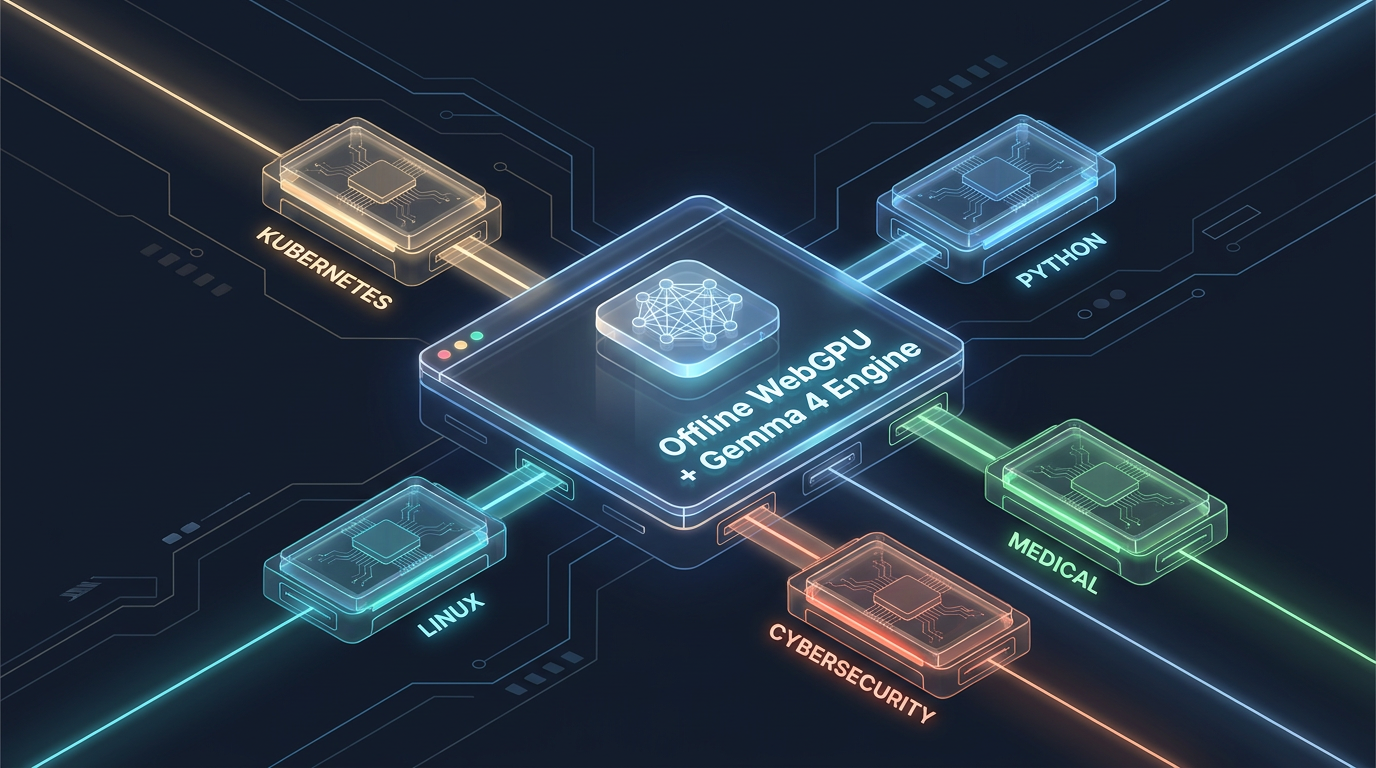 KUBERNETES
PYTHON
Offline WebGPU
+ Gemma 4 Engine
LINUX
MEDICAL
CYBERSECURITY